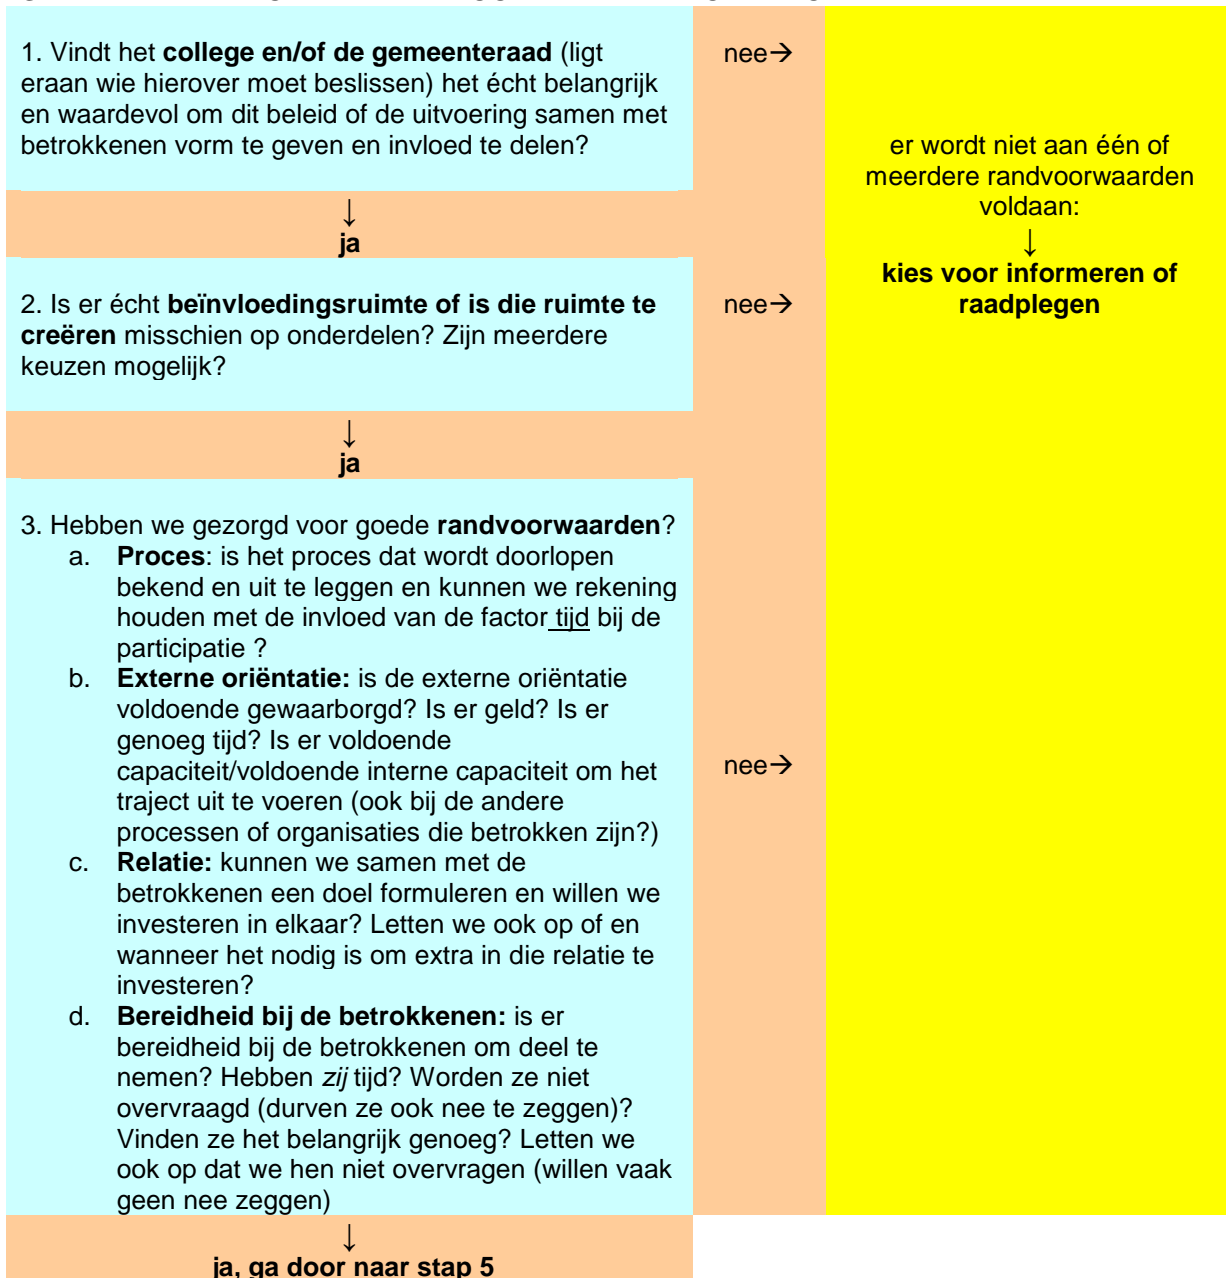 1. Vindt het college en/of de gemeenteraad (ligt
eraan wie hierover moet beslissen) het écht belangrijk
en waardevol om dit beleid of de uitvoering samen met
betrokkenen vorm te geven en invloed te delen?
nee→
er wordt niet aan één of
meerdere randvoorwaarden
voldaan:
↓
kies voor informeren of
raadplegen
↓
ja
2. Is er écht beïnvloedingsruimte of is die ruimte te
creëren misschien op onderdelen? Zijn meerdere
keuzen mogelijk?
nee→
↓
ja
3. Hebben we gezorgd voor goede randvoorwaarden?
a. Proces: is het proces dat wordt doorlopen
bekend en uit te leggen en kunnen we rekening
houden met de invloed van de factor tijd bij de
participatie ?
b. Externe oriëntatie: is de externe oriëntatie
voldoende gewaarborgd? Is er geld? Is er
genoeg tijd? Is er voldoende
capaciteit/voldoende interne capaciteit om het
traject uit te voeren (ook bij de andere
processen of organisaties die betrokken zijn?)
c. Relatie: kunnen we samen met de
betrokkenen een doel formuleren en willen we
investeren in elkaar? Letten we ook op of en
wanneer het nodig is om extra in die relatie te
investeren?
d. Bereidheid bij de betrokkenen: is er
bereidheid bij de betrokkenen om deel te
nemen? Hebben zij tijd? Worden ze niet
overvraagd (durven ze ook nee te zeggen)?
Vinden ze het belangrijk genoeg? Letten we
ook op dat we hen niet overvragen (willen vaak
geen nee zeggen)
nee→
↓
ja, ga door naar stap 5